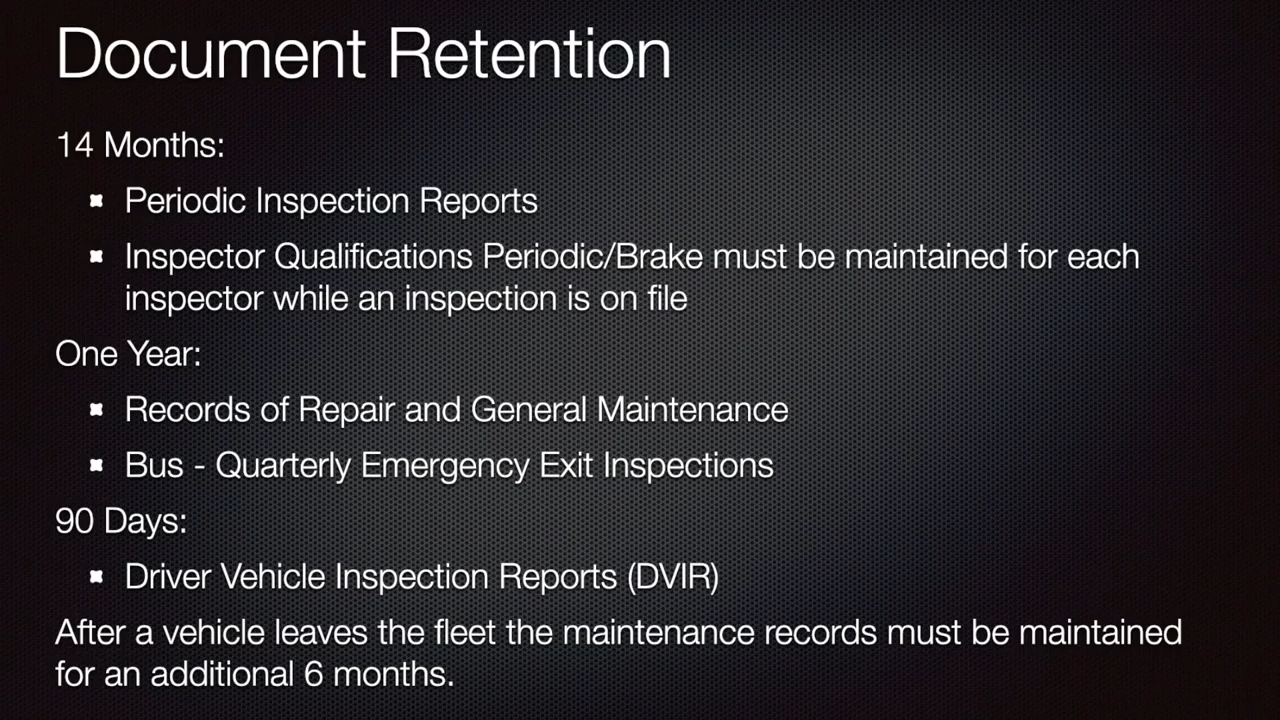 Document Retention
14 Months:
Periodic Inspection Reports
Inspector Qualifications Periodic/Brake must be maintained for each
inspector while an inspection is on file
One Year:
Records of Repair and General Maintenance
Bus - Quarterly Emergency Exit Inspections
90 Days:
Driver Vehicle Inspection Reports (DVIR)
After a vehicle leaves the fleet the maintenance records must be maintained
for an additional 6 months.